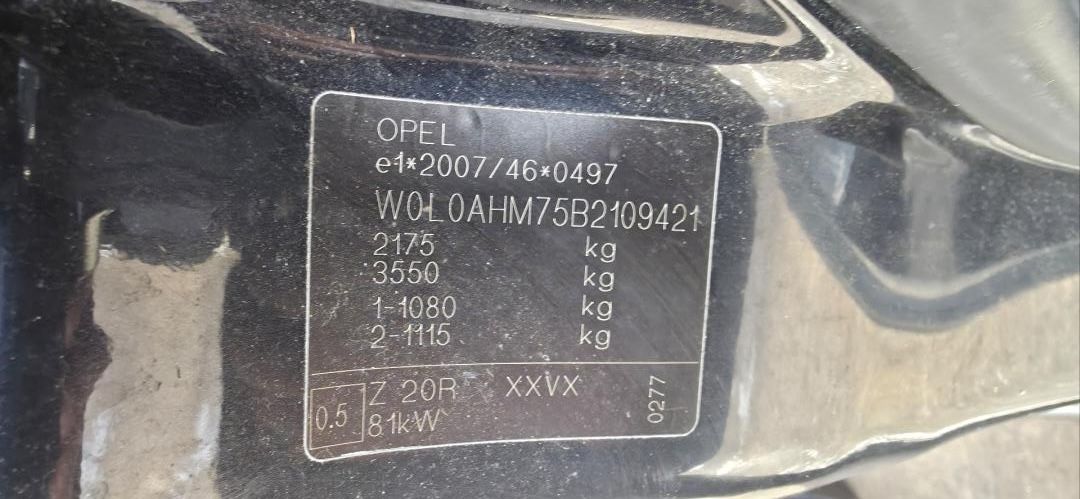 OPEL
e1*2007/46*0497
W0L0AHM75B2109421
2175 kg
3550 kg
1-1080 kg
2-1115 kg
0.5
Z 20R XXVX
81kW
0277